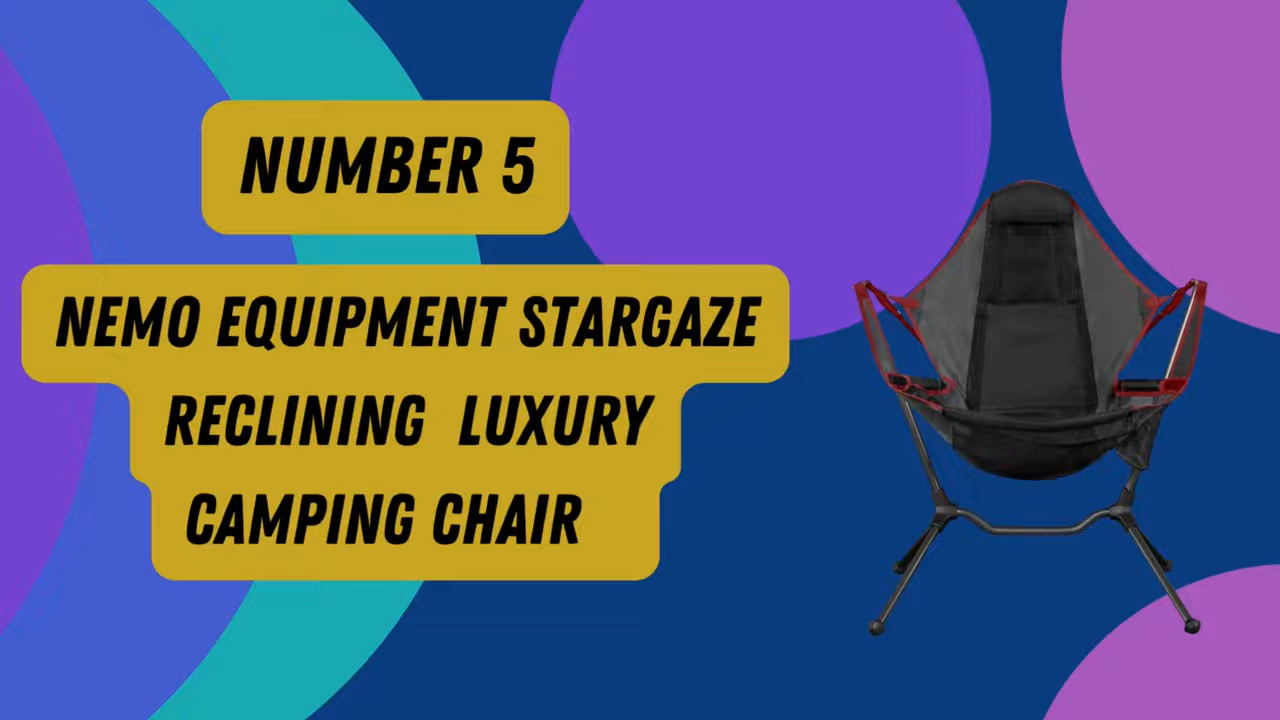 NUMBER 5
NEMO EQUIPMENT STARGAZE
RECLINING LUXURY
CAMPING CHAIR